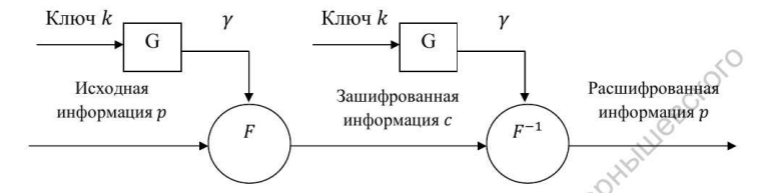 Ключ k
γ
Ключ k
γ
G
G
Исходная
информация p
Зашифрованная
информация c
Расшифрованная
информация p
F
F⁻¹